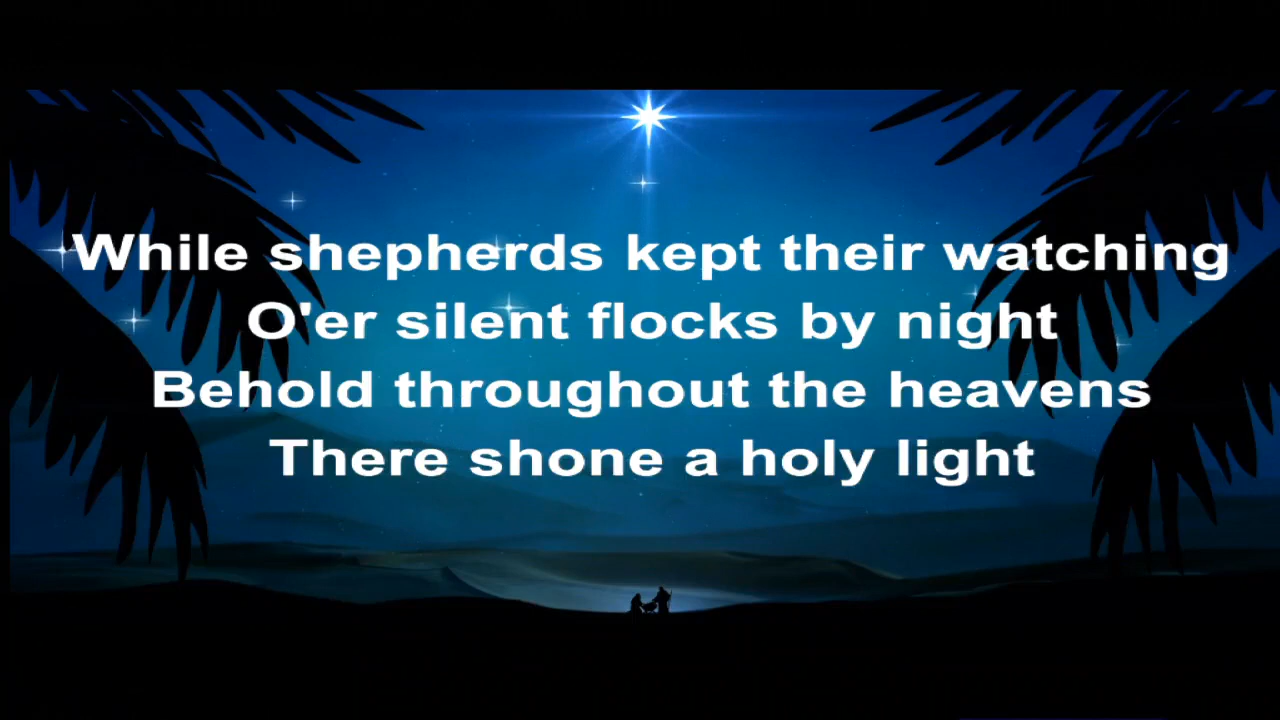 While shepherds kept their watching
O'er silent flocks by night
Behold throughout the heavens
There shone a holy light